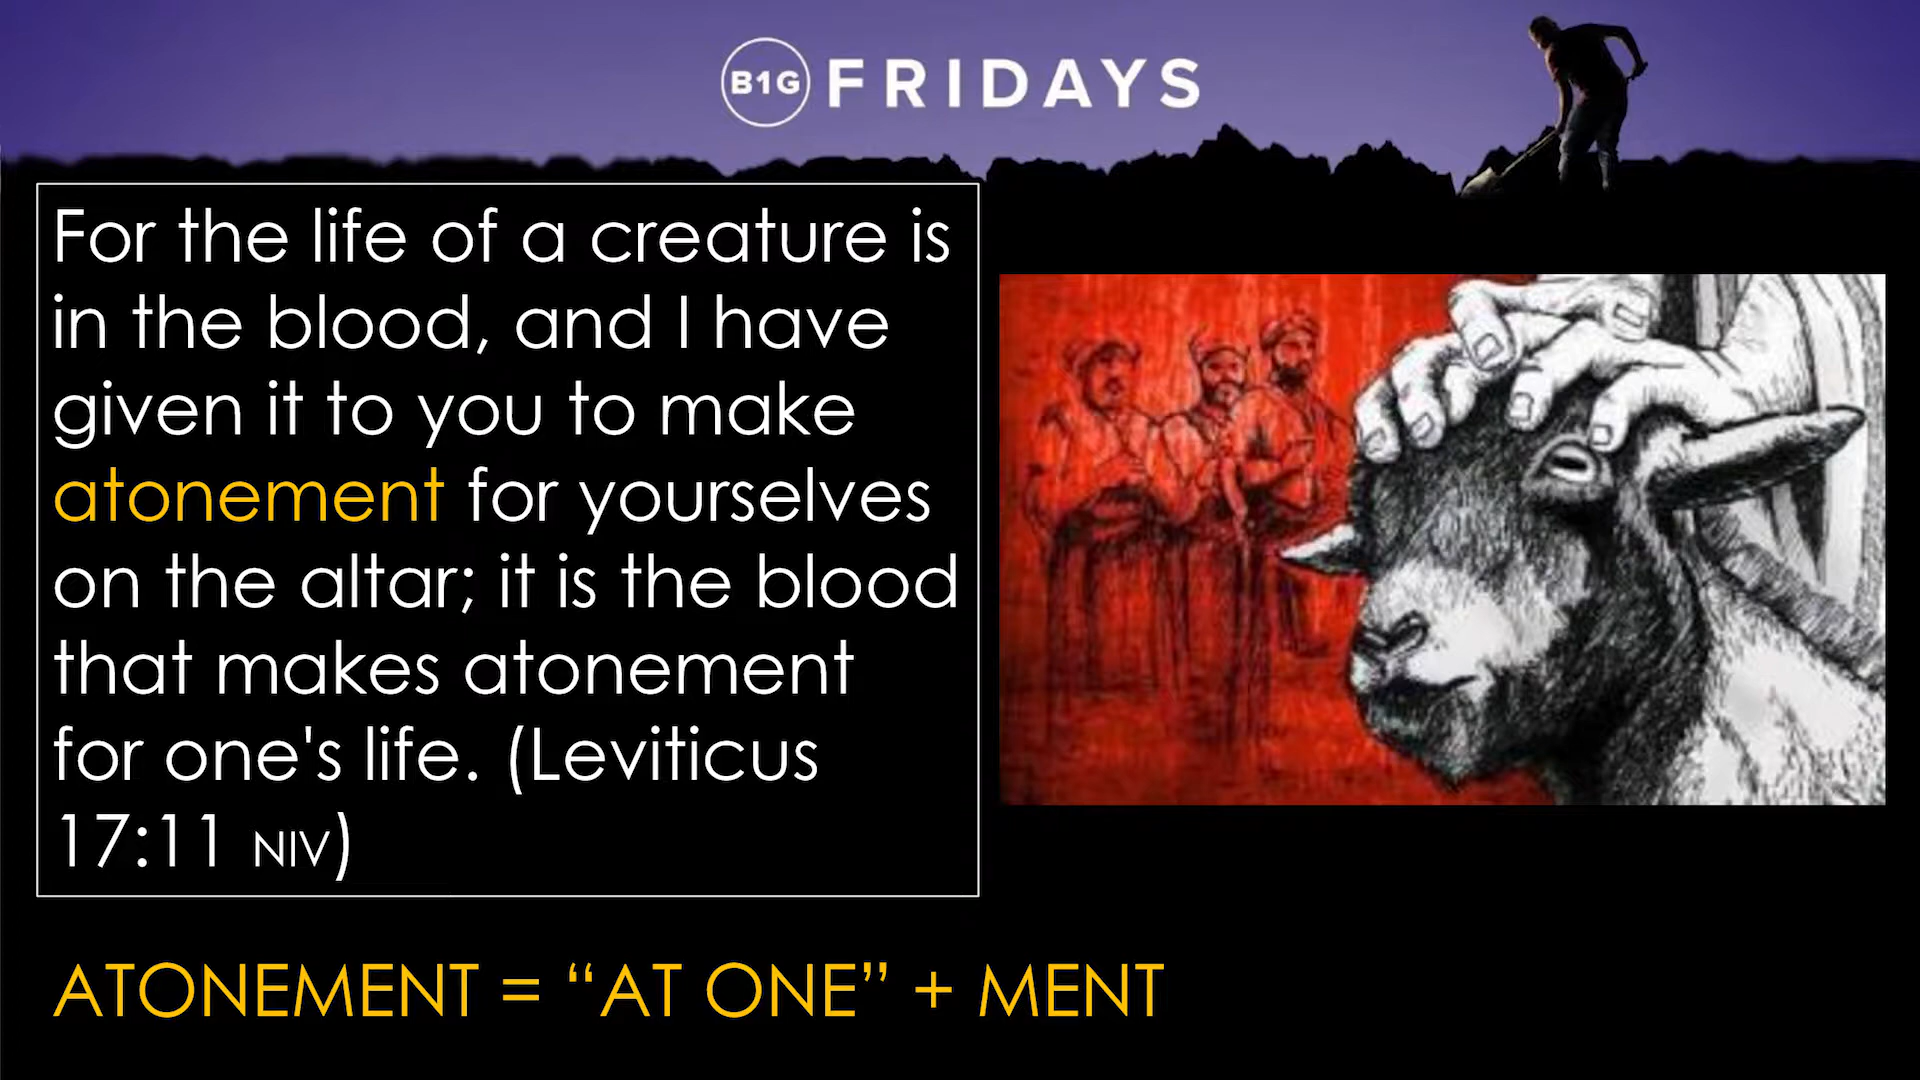 B1G FRIDAYS
For the life of a creature is
in the blood, and I have
given it to you to make
atonement for yourselves
on the altar; it is the blood
that makes atonement
for one's life. (Leviticus
17:11 NIV)
ATONEMENT = “AT ONE” + MENT